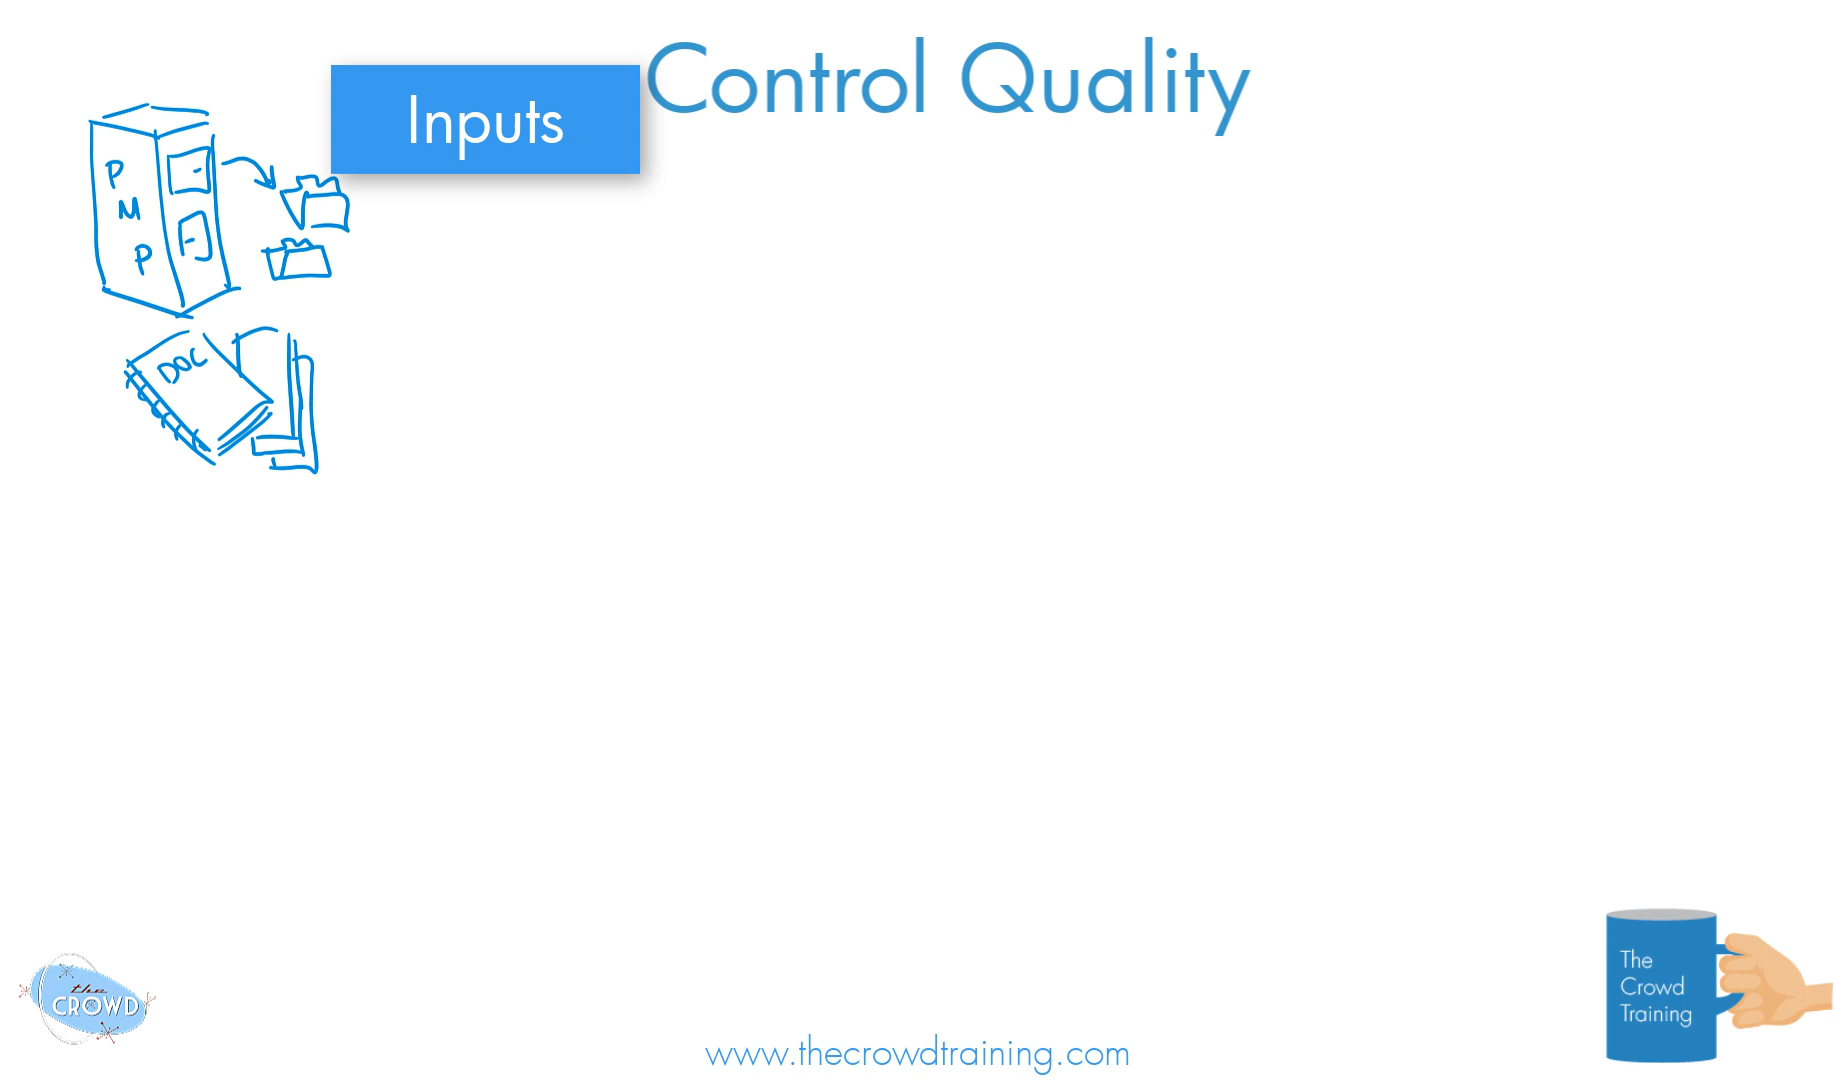 Control Quality
Inputs
P
M
P
DOC
the
CROWD
www.thecrowdtraining.com
The
Crowd
Training